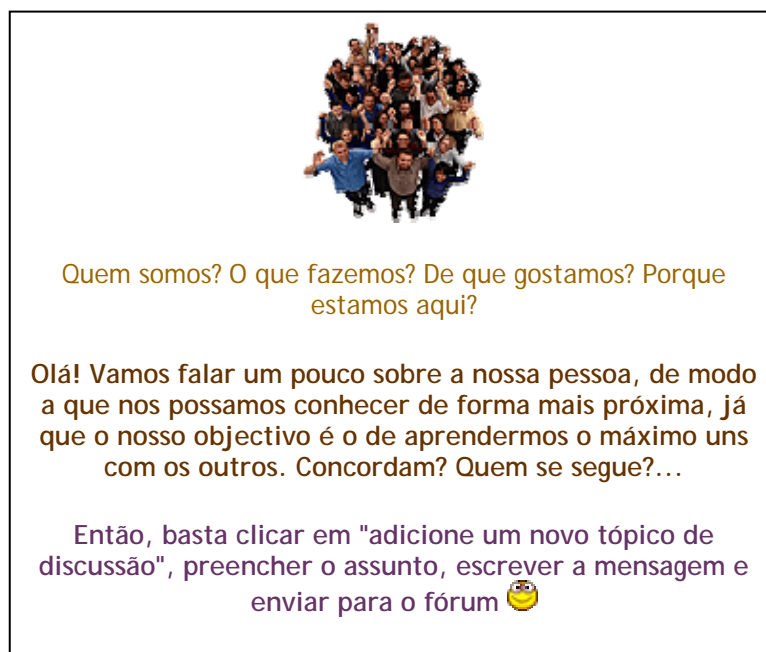 Quem somos? O que fazemos? De que gostamos? Porque
estamos aqui?
Olá! Vamos falar um pouco sobre a nossa pessoa, de modo
a que nos possamos conhecer de forma mais próxima, já
que o nosso objectivo é o de aprendermos o máximo uns
com os outros. Concordam? Quem se segue?...
Então, basta clicar em "adicione um novo tópico de
discussão", preencher o assunto, escrever a mensagem e
enviar para o fórum